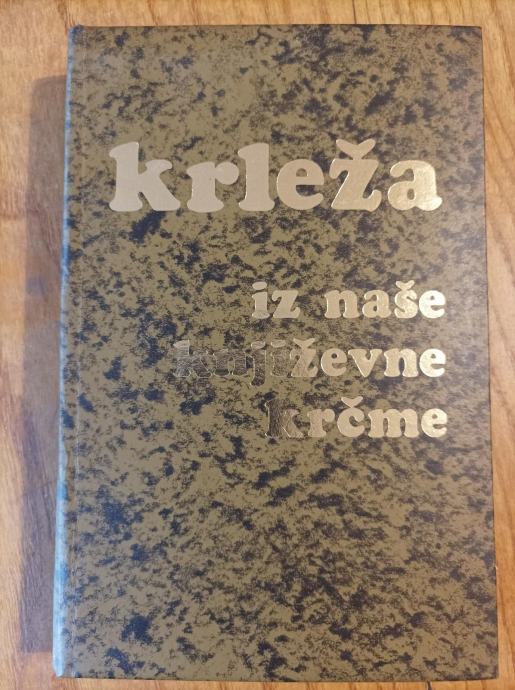 krleža
iz naše
književne
krčme